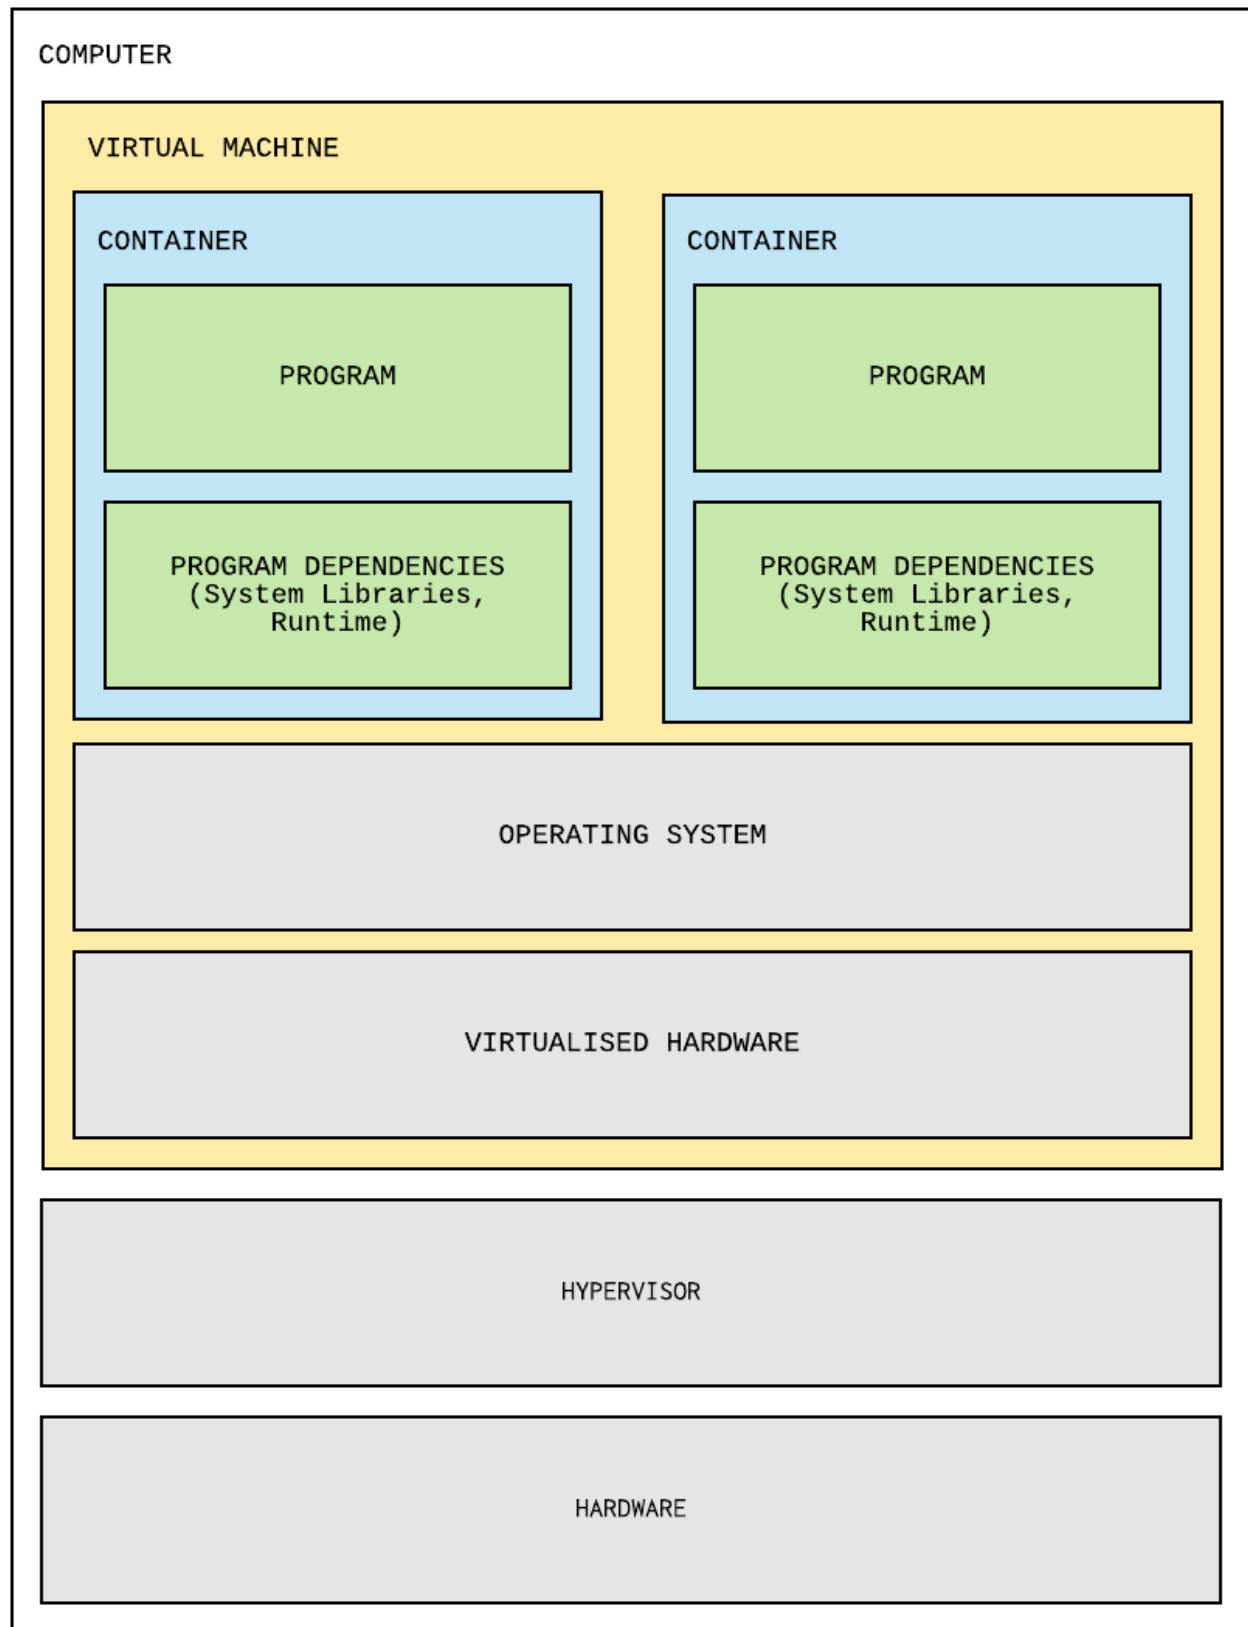 COMPUTER
VIRTUAL MACHINE
CONTAINER
PROGRAM
PROGRAM DEPENDENCIES
(System Libraries,
Runtime)
CONTAINER
PROGRAM
PROGRAM DEPENDENCIES
(System Libraries,
Runtime)
OPERATING SYSTEM
VIRTUALISED HARDWARE
HYPERVISOR
HARDWARE